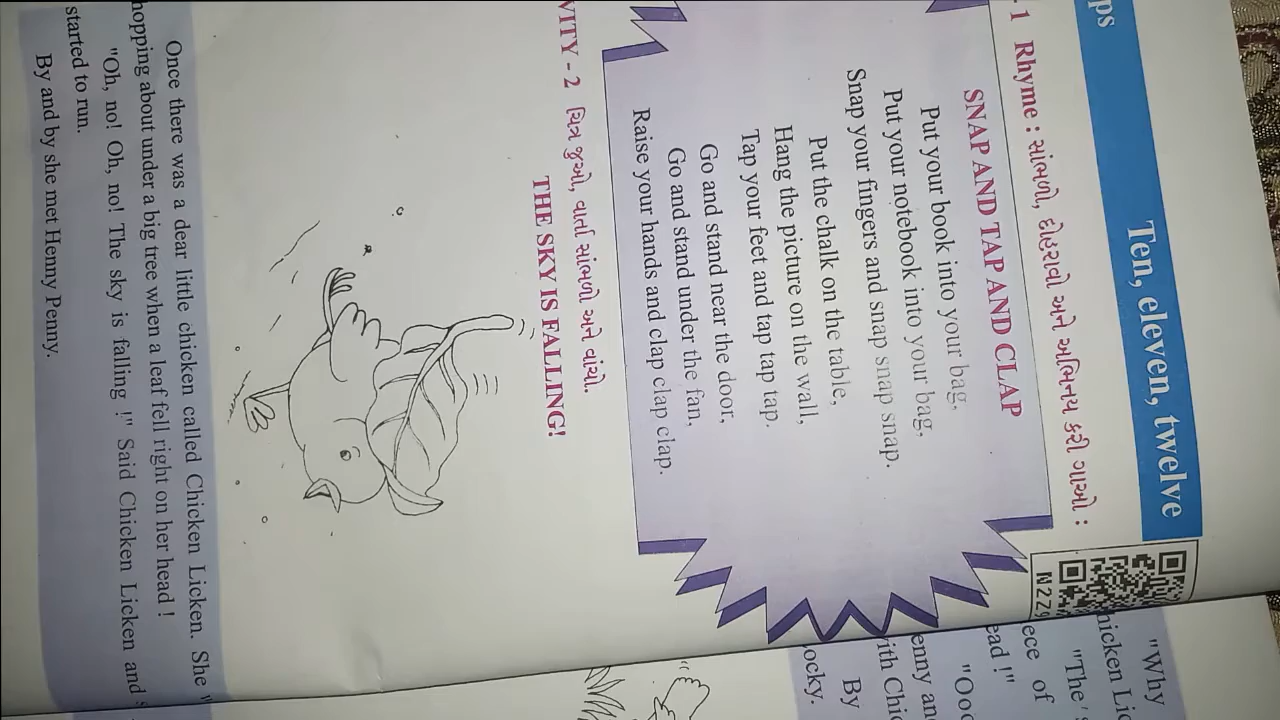 ps
Ten, eleven, twelve
- 1 Rhyme : સાંભળો, દોહરાવો અને અભિનય કરી ગાઓ :
SNAP AND TAP AND CLAP
Put your book into your bag,
Put your notebook into your bag,
Snap your fingers and snap snap snap.
Put the chalk on the table,
Hang the picture on the wall,
Tap your feet and tap tap tap.
Go and stand near the door,
Go and stand under the fan,
Raise your hands and clap clap clap.
VITY - 2 ચિત્ર જુઓ, વાર્તા સાંભળો અને વાંચો.
THE SKY IS FALLING!
Once there was a dear little chicken called Chicken Licken. She
hopping about under a big tree when a leaf fell right on her head !
"Oh, no! Oh, no! The sky is falling !" Said Chicken Licken and
started to run.
By and by she met Henny Penny.
"Why
hicken Lic
"The
ece of
ead !"
"Ooo
enny and
ith Chic
By
ocky.